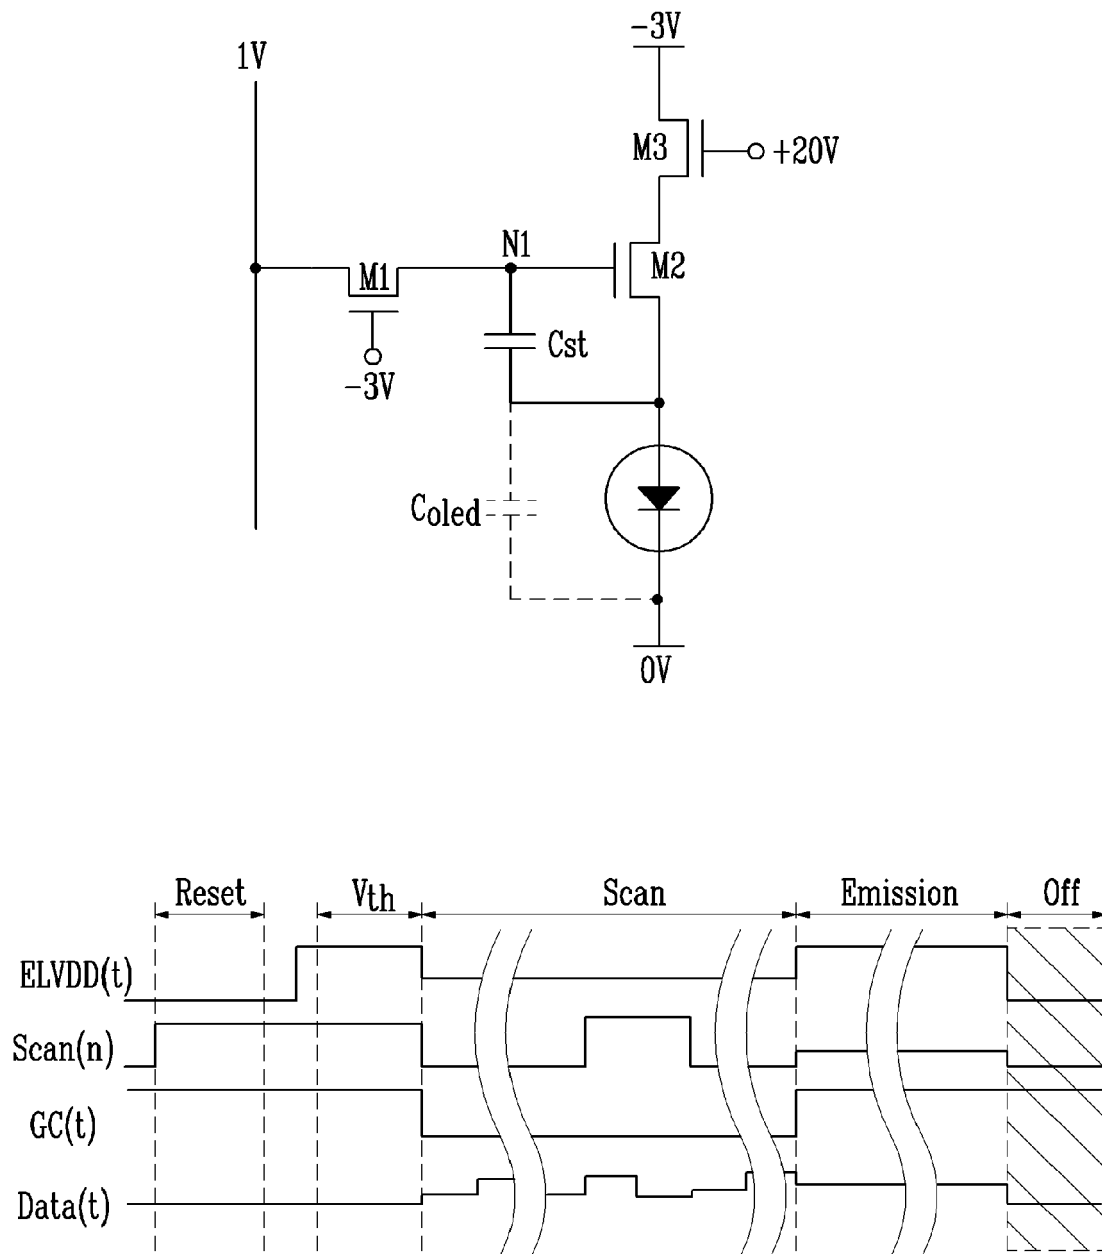 -3V
1V
M3
+20V
N1
M1
M2
Cst
-3V
Coled
0V
Reset
Vth
Scan
Emission
Off
ELVDD(t)
Scan(n)
GC(t)
Data(t)